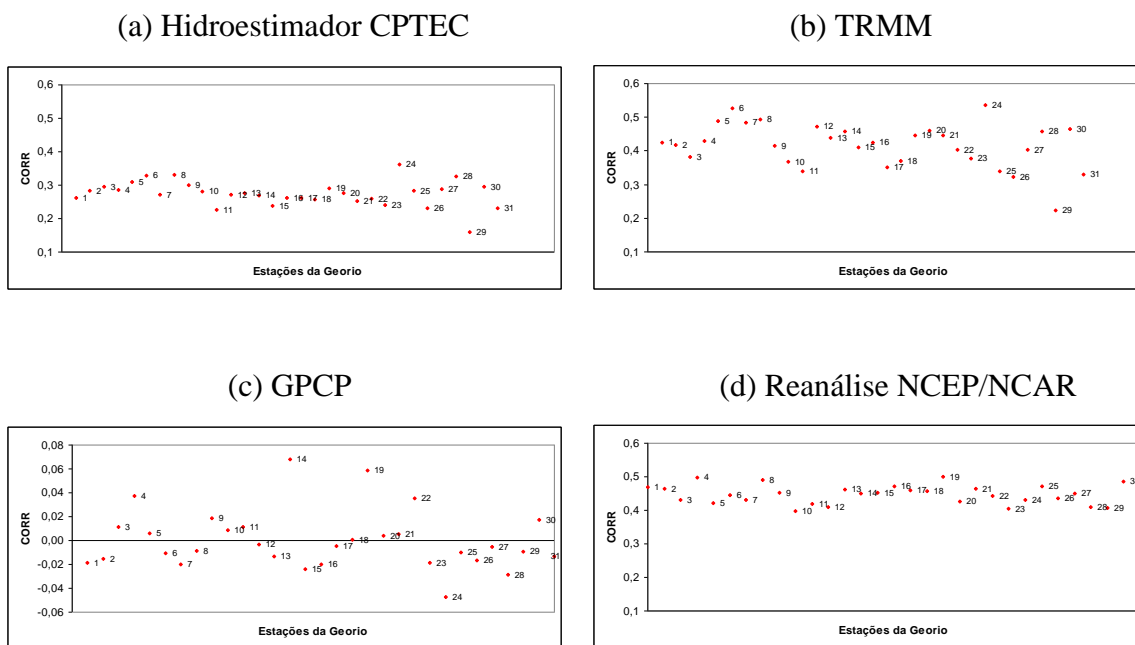 (a) Hidroestimador CPTEC
0,6
0,5
0,4
0,3
0,2
0,1
CORR
1 2 3 4 5 6 7 8 9 10 11 12 13 14 15 16 17 18 19 20 21 22 23 24 25 26 27 28 29 30 31
Estações da Georio
(b) TRMM
0,6
0,5
0,4
0,3
0,2
0,1
CORR
1 2 3 4 5 6 7 8 9 10 11 12 13 14 15 16 17 18 19 20 21 22 23 24 25 26 27 28 29 30 31
Estações da Georio
(c) GPCP
0,08
0,06
0,04
0,02
0,00
-0,02
-0,04
-0,06
CORR
1 2 3 4 5 6 7 8 9 10 11 12 13 14 15 16 17 18 19 20 21 22 23 24 25 26 27 28 29 30 31
Estações da Georio
(d) Reanálise NCEP/NCAR
0,6
0,5
0,4
0,3
0,2
0,1
CORR
1 2 3 4 5 6 7 8 9 10 11 12 13 14 15 16 17 18 19 20 21 22 23 24 25 26 27 28 29
Estações da Georio